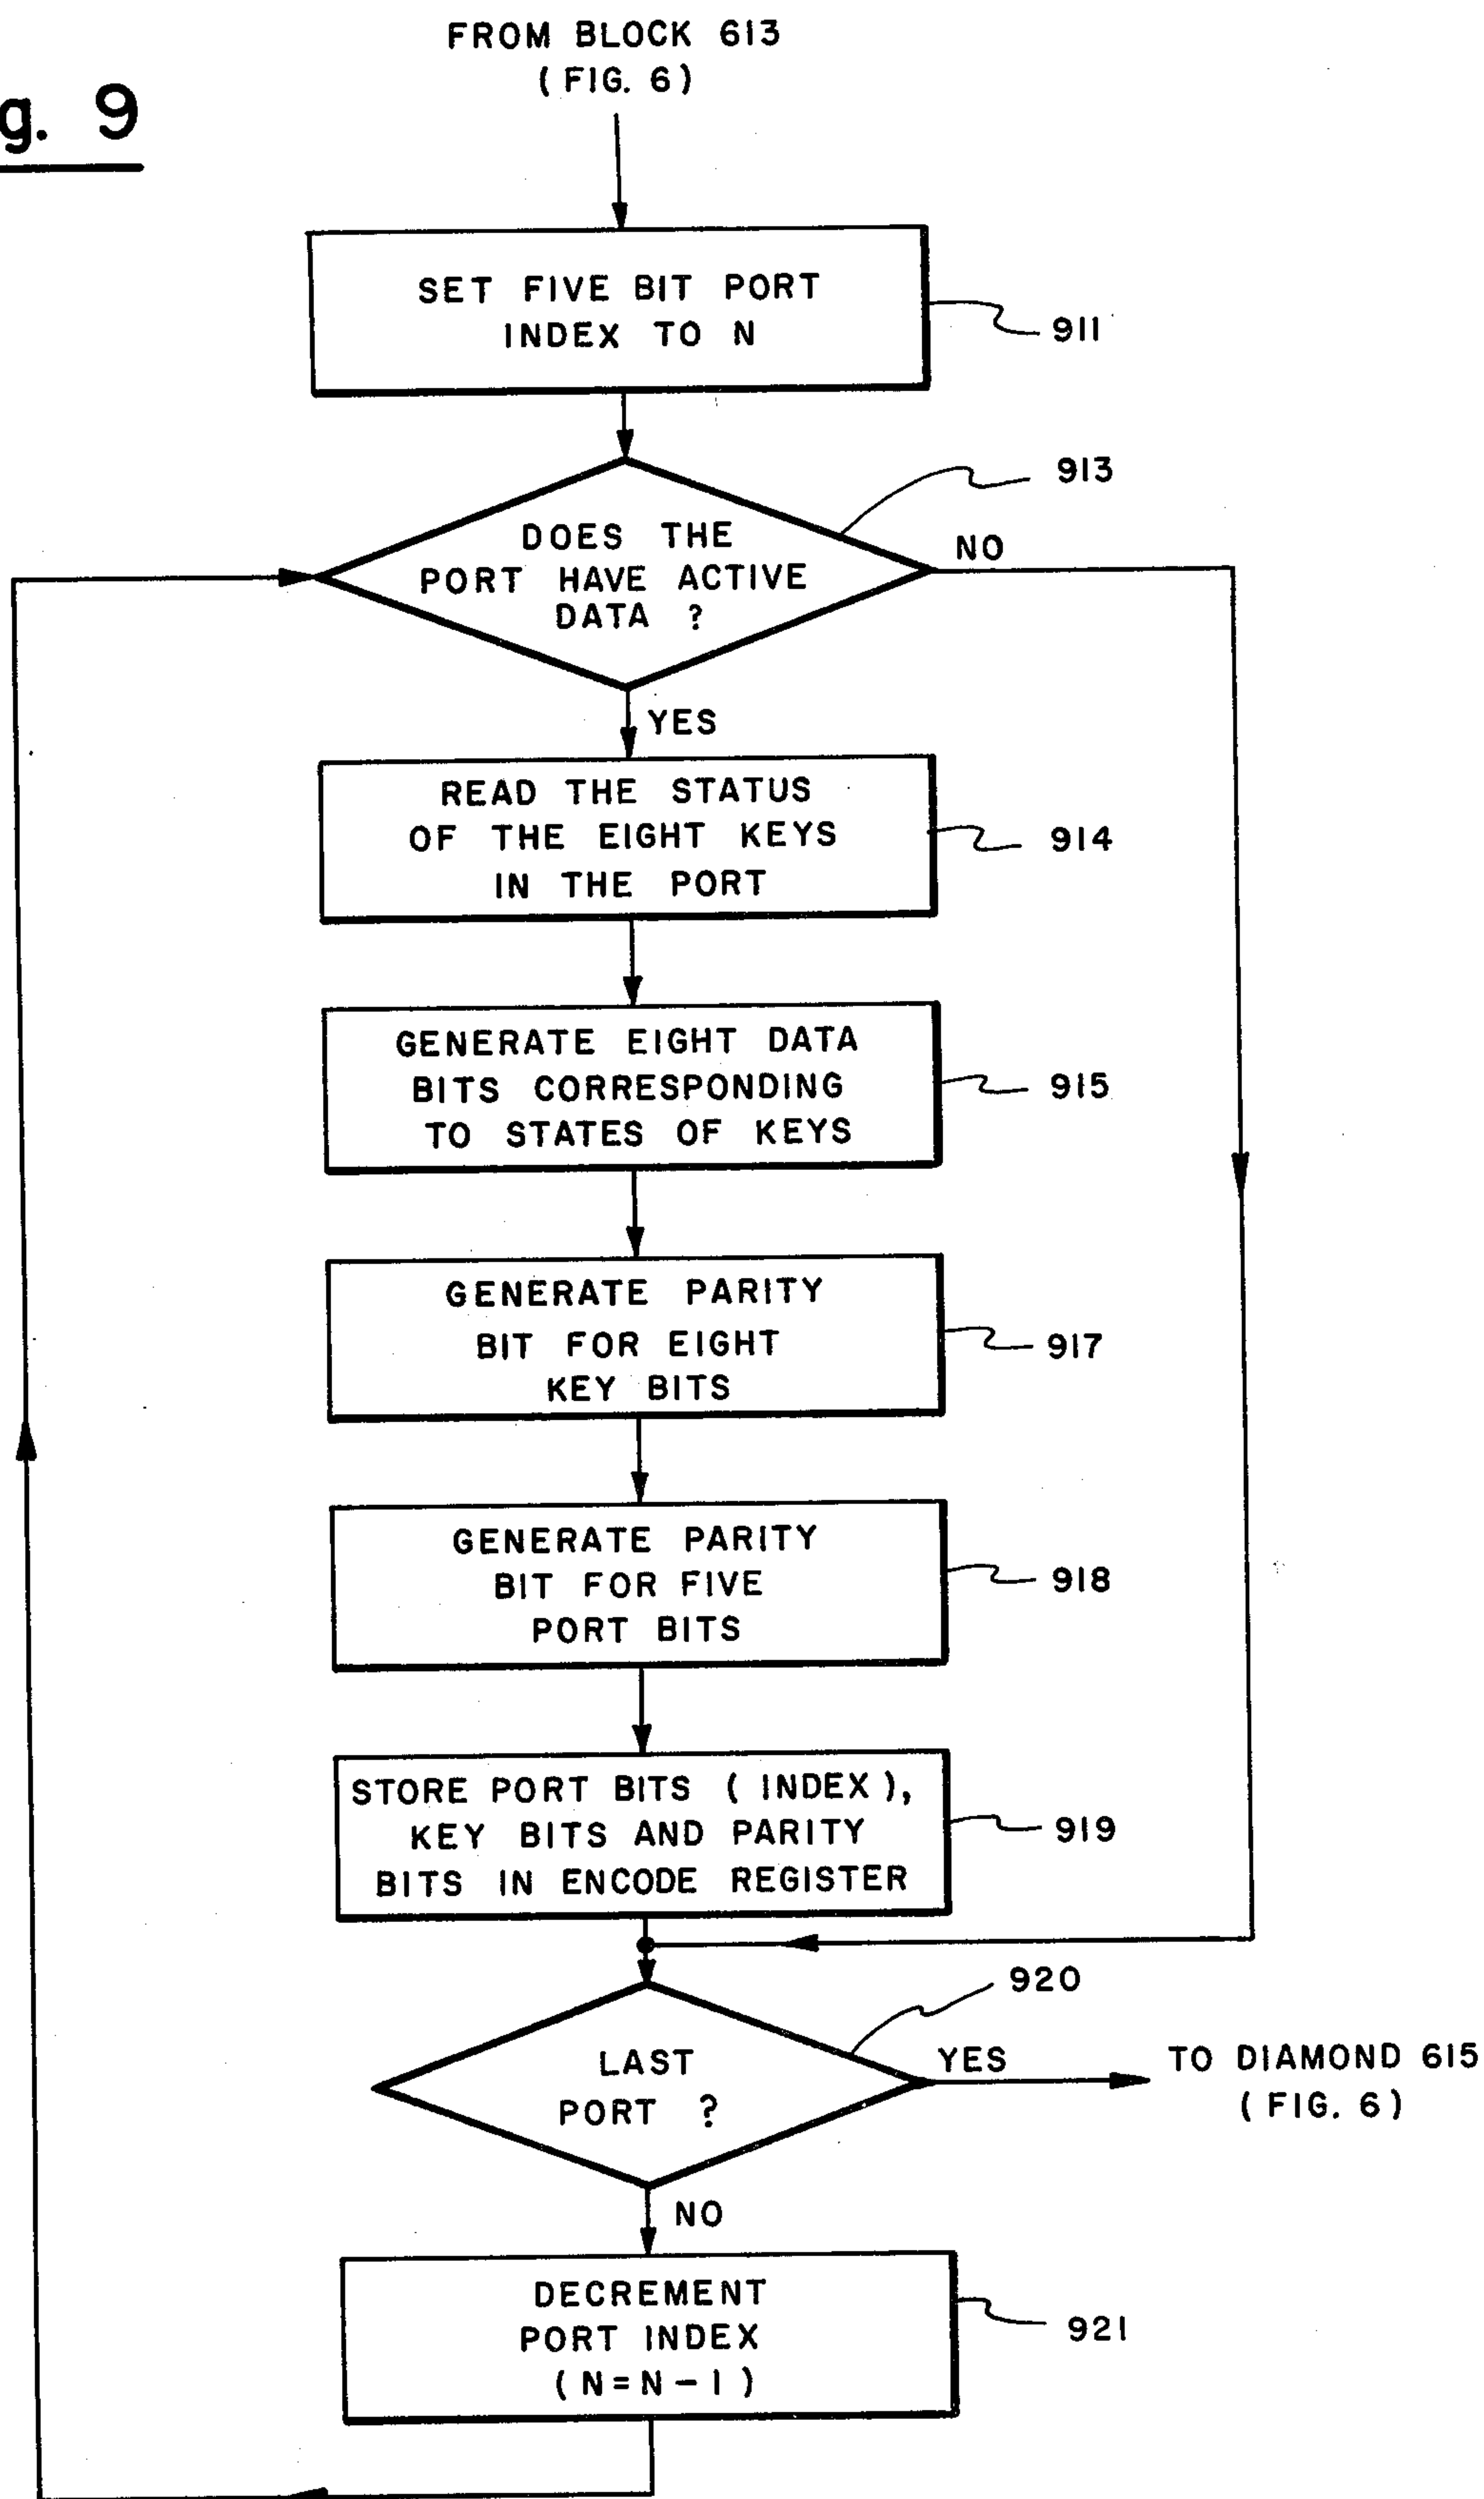 FROM BLOCK 613
( FIG. 6 )
g. 9
SET FIVE BIT PORT
INDEX TO N
911
913
DOES THE
PORT HAVE ACTIVE
DATA ?
NO
YES
READ THE STATUS
OF THE EIGHT KEYS
IN THE PORT
914
GENERATE EIGHT DATA
BITS CORRESPONDING
TO STATES OF KEYS
915
GENERATE PARITY
BIT FOR EIGHT
KEY BITS
917
GENERATE PARITY
BIT FOR FIVE
PORT BITS
918
STORE PORT BITS ( INDEX ),
KEY BITS AND PARITY
BITS IN ENCODE REGISTER
919
920
LAST
PORT ?
YES
TO DIAMOND 615
( FIG. 6 )
NO
DECREMENT
PORT INDEX
( N = N - 1 )
921